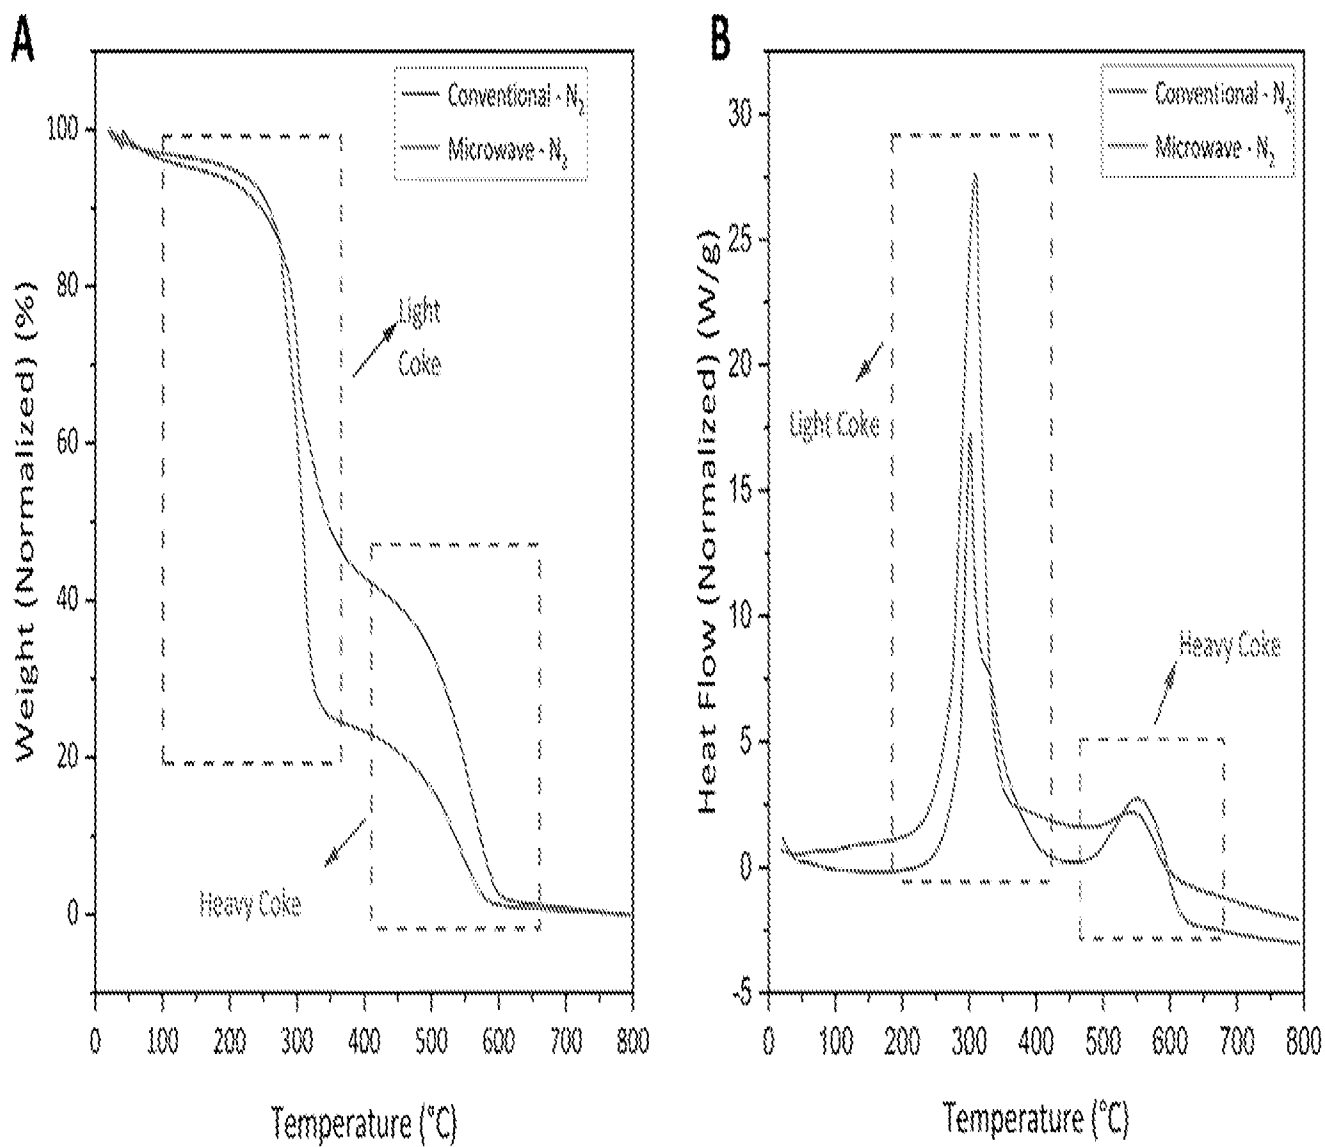 A
Weight (Normalized) (%)
100
80
60
40
20
0
Conventional - N2
Microwave - N2
Light
Coke
Heavy Coke
0 100 200 300 400 500 600 700 800
Temperature (°C)
B
Heat Flow (Normalized) (W/g)
30
25
20
15
10
5
0
-5
Conventional - N2
Microwave - N2
Light Coke
Heavy Coke
0 100 200 300 400 500 600 700 800
Temperature (°C)